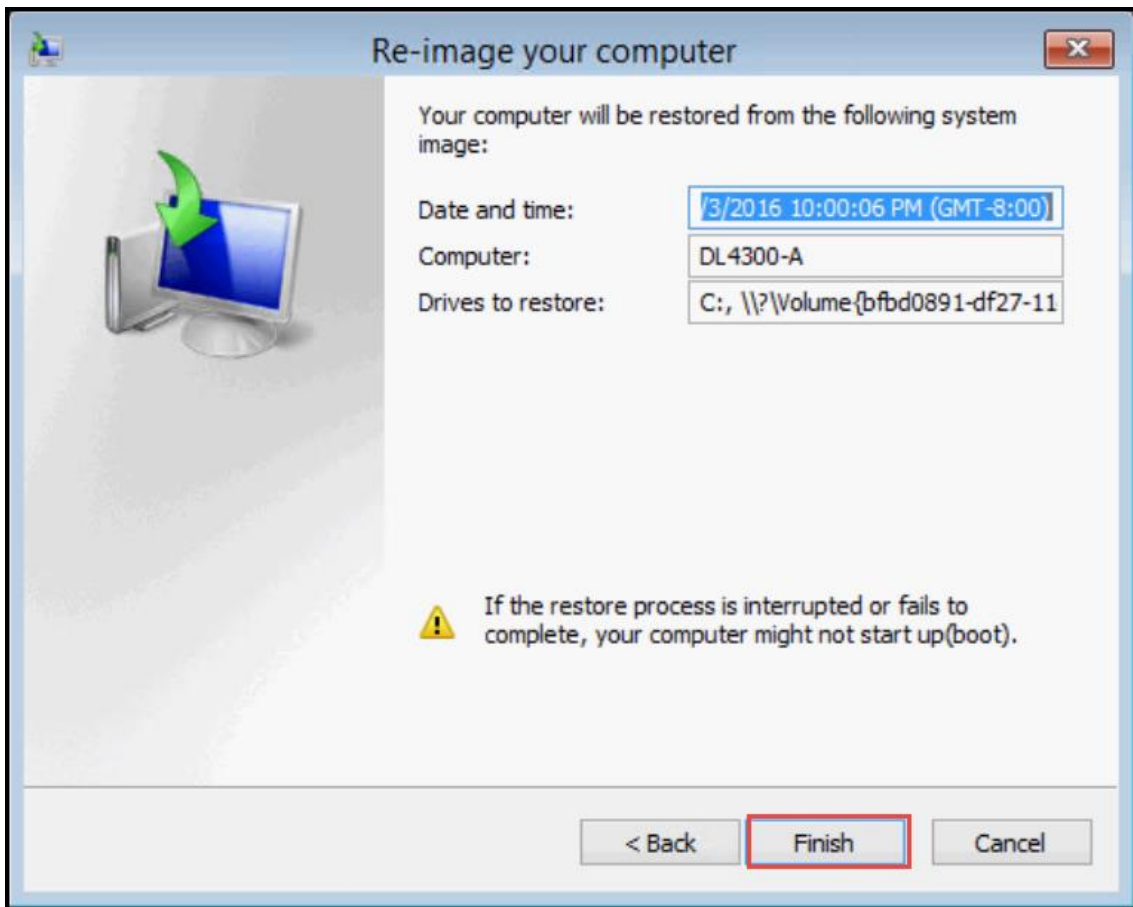 Re-image your computer
Your computer will be restored from the following system
image:
Date and time: /3/2016 10:00:06 PM (GMT-8:00)
Computer: DL4300-A
Drives to restore: C:, \\?\Volume{bfbd0891-df27-11
If the restore process is interrupted or fails to
complete, your computer might not start up(boot).
< Back Finish Cancel